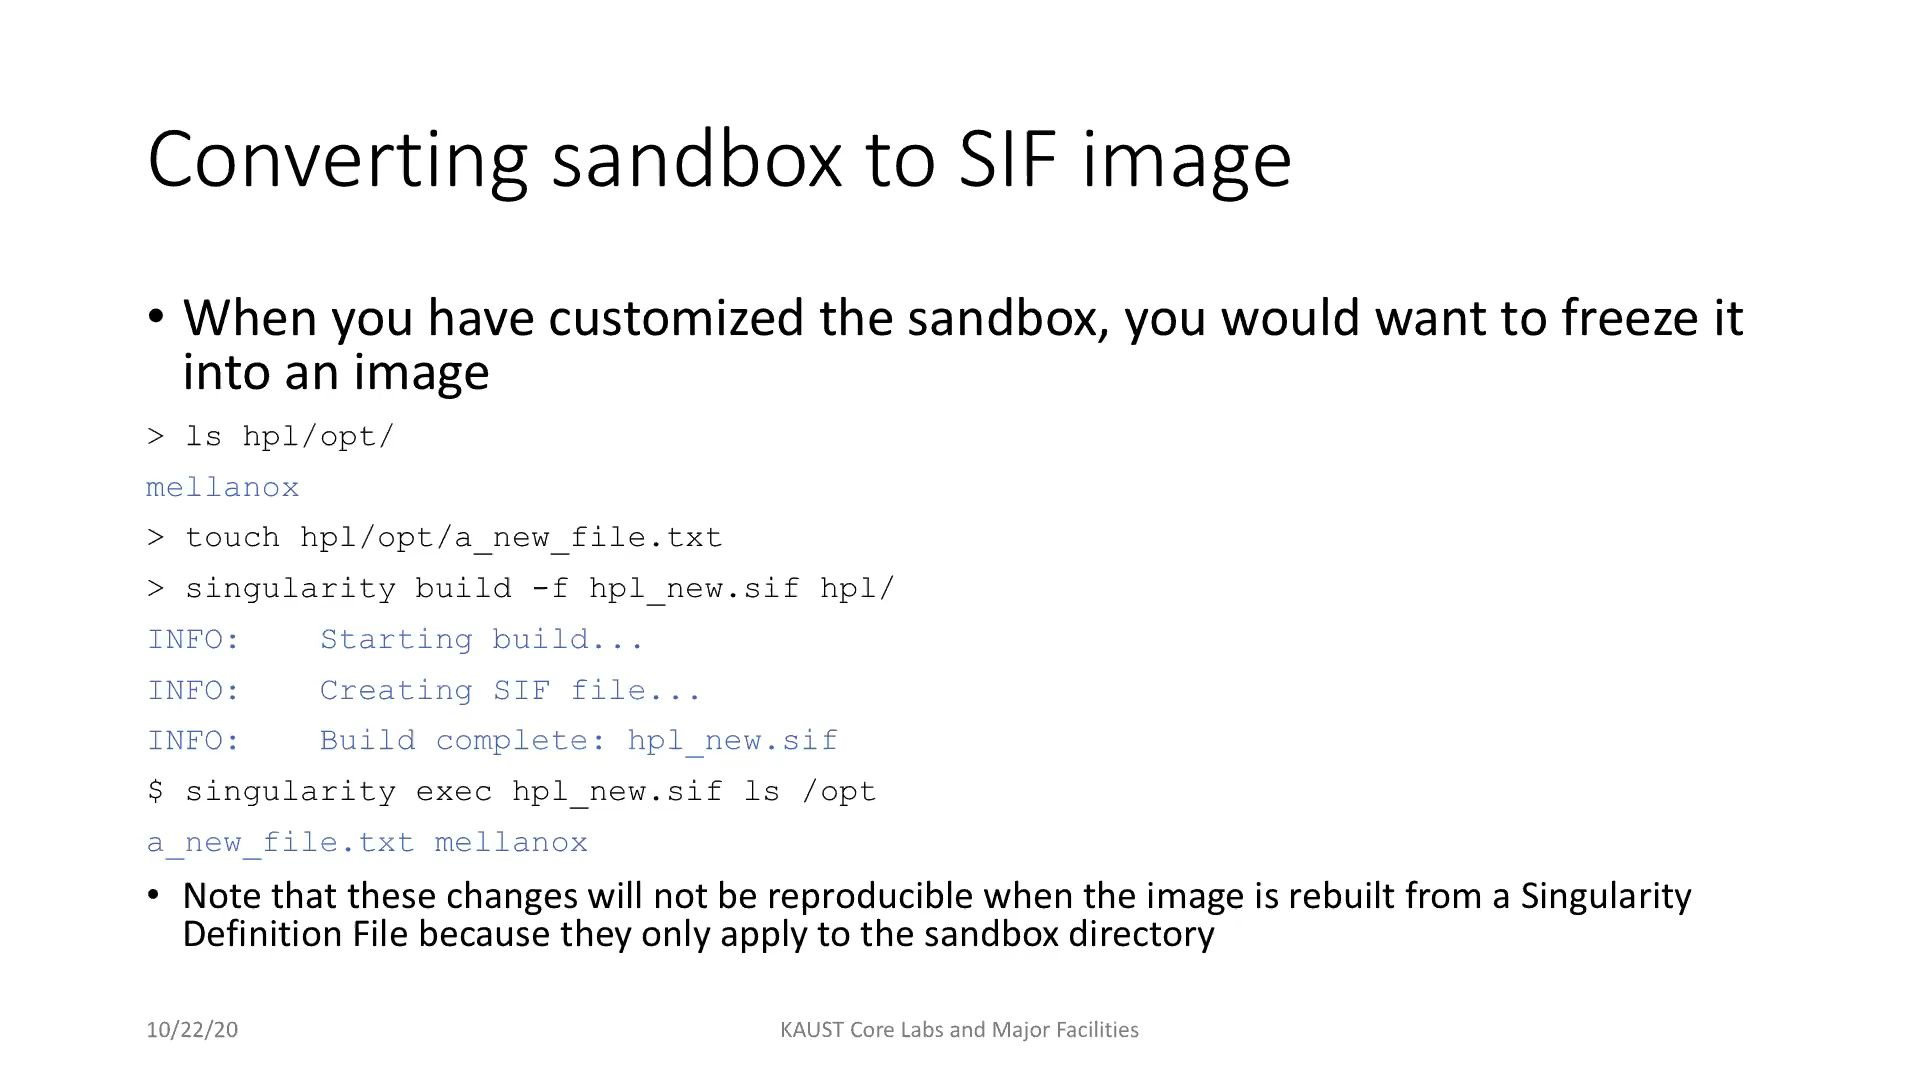 Converting sandbox to SIF image
• When you have customized the sandbox, you would want to freeze it
into an image
> ls hpl/opt/
mellanox
> touch hpl/opt/a_new_file.txt
> singularity build -f hpl_new.sif hpl/
INFO:    Starting build...
INFO:    Creating SIF file...
INFO:    Build complete: hpl_new.sif
$ singularity exec hpl_new.sif ls /opt
a_new_file.txt mellanox
• Note that these changes will not be reproducible when the image is rebuilt from a Singularity
Definition File because they only apply to the sandbox directory
10/22/20
KAUST Core Labs and Major Facilities